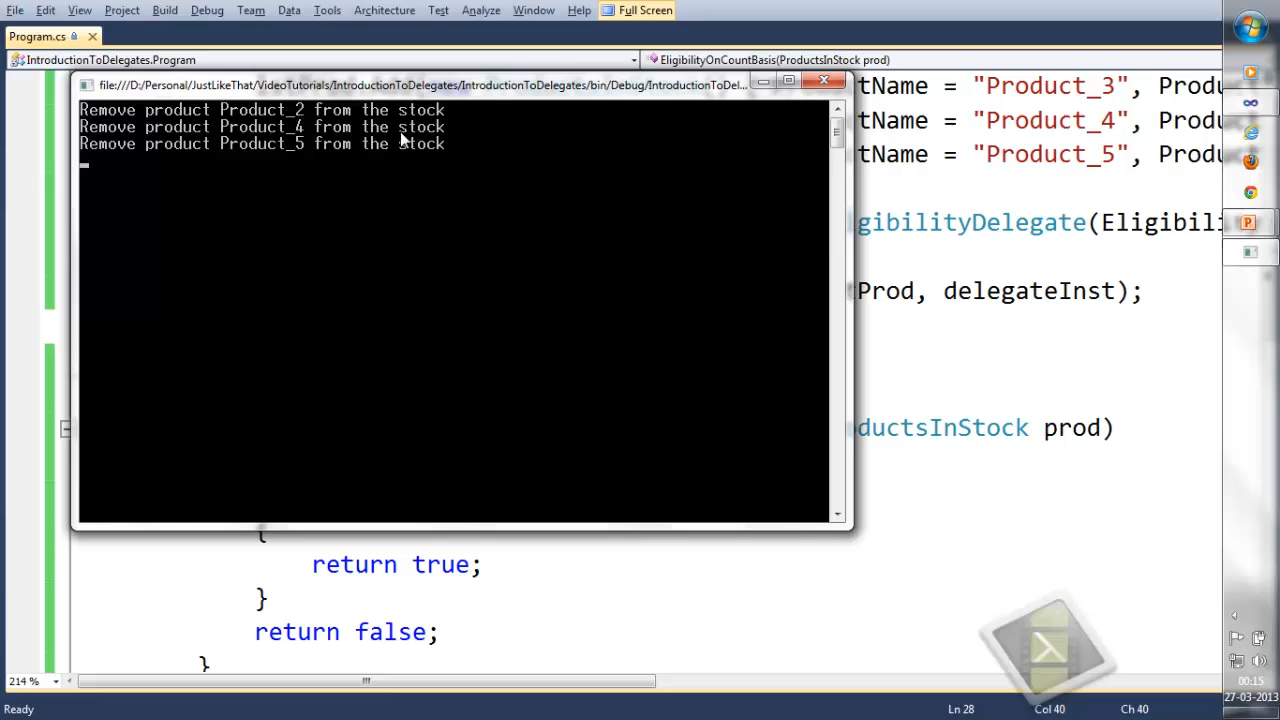 File Edit View Project Build Debug Team Data Tools Architecture Test Analyze Window Help Full Screen
Program.cs
IntroductionToDelegates.Program
EligibilityOnCountBasis(ProductsInStock prod)
file:///D:/Personal/JustLikeThat/VideoTutorials/IntroductionToDelegates/IntroductionToDelegates/bin/Debug/IntroductionToDel...
Remove product Product_2 from the stock
Remove product Product_4 from the stock
Remove product Product_5 from the stock
tName = "Product_3", Produ
tName = "Product_4", Produ
tName = "Product_5", Produ
gibilityDelegate(Eligibili
Prod, delegateInst);
ductsInStock prod)
{
return true;
}
return false;
}
214 %
Ready
Ln 28
Col 40
Ch 40
00:15
27-03-2013